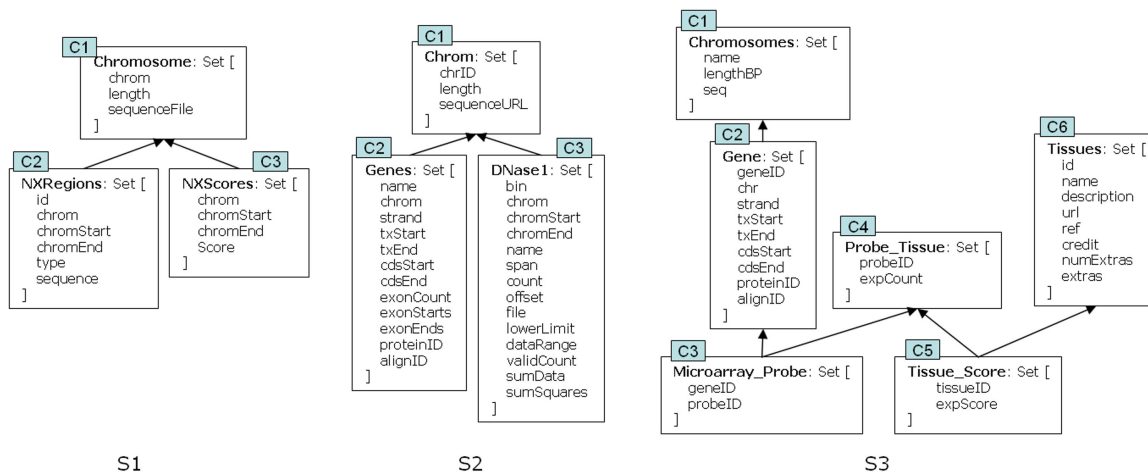 C1
Chromosome: Set [
chrom
length
sequenceFile
]
C2
NXRegions: Set [
id
chrom
chromStart
chromEnd
type
sequence
]
C3
NXScores: Set [
chrom
chromStart
chromEnd
Score
]
S1
C1
Chrom: Set [
chrID
length
sequenceURL
]
C2
Genes: Set [
name
chrom
strand
txStart
txEnd
cdsStart
cdsEnd
exonCount
exonStarts
exonEnds
proteinID
alignID
]
C3
DNase1: Set [
bin
chrom
chromStart
chromEnd
name
span
count
offset
file
lowerLimit
dataRange
validCount
sumData
sumSquares
]
S2
C1
Chromosomes: Set [
name
lengthBP
seq
]
C2
Gene: Set [
geneID
chr
strand
txStart
txEnd
cdsStart
cdsEnd
proteinID
alignID
]
C3
Microarray_Probe: Set [
geneID
probeID
]
C4
Probe_Tissue: Set [
probeID
expCount
]
C5
Tissue_Score: Set [
tissueID
expScore
]
C6
Tissues: Set [
id
name
description
url
ref
credit
numExtras
extras
]
S3